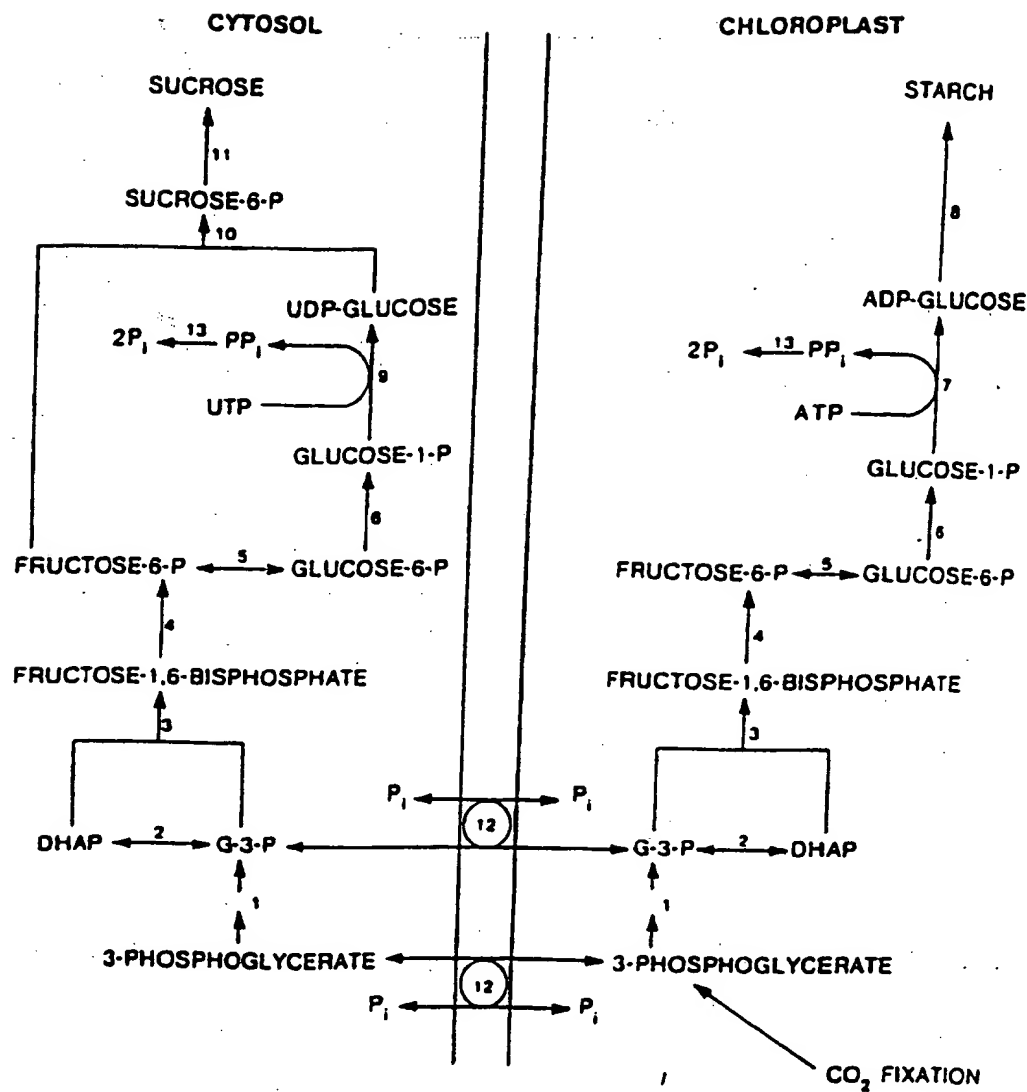 CYTOSOL
CHLOROPLAST
SUCROSE
11
SUCROSE-6-P
10
UDP-GLUCOSE
2Pi
13
PPi
9
UTP
GLUCOSE-1-P
6
FRUCTOSE-6-P
5
GLUCOSE-6-P
4
FRUCTOSE-1,6-BISPHOSPHATE
3
DHAP
2
G-3-P
1
3-PHOSPHOGLYCERATE
Pi
12
Pi
12
Pi
Pi
STARCH
8
ADP-GLUCOSE
2Pi
13
PPi
7
ATP
GLUCOSE-1-P
6
FRUCTOSE-6-P
5
GLUCOSE-6-P
4
FRUCTOSE-1,6-BISPHOSPHATE
3
G-3-P
2
DHAP
1
3-PHOSPHOGLYCERATE
CO2 FIXATION